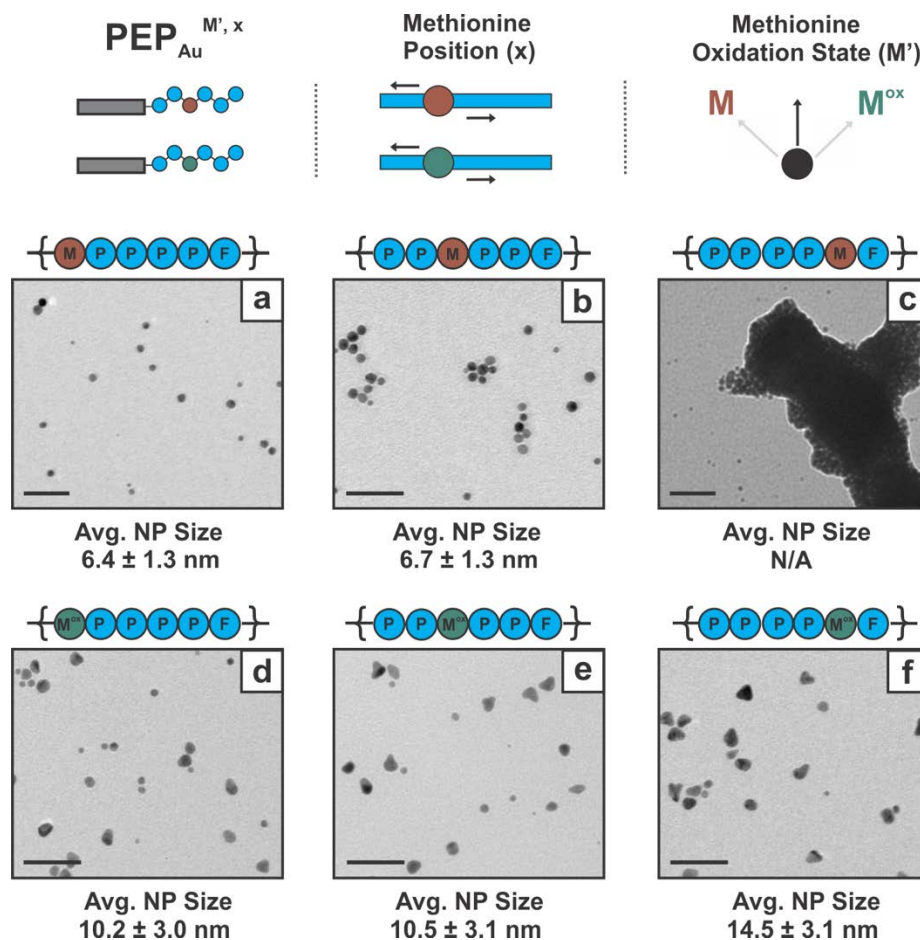 PEP Au M', x
Methionine
Position (x)
Methionine
Oxidation State (M')
M
M ox
{ M P P P P F }
{ P P M P P F }
{ P P P P M F }
a
b
c
Avg. NP Size
6.4 ± 1.3 nm
Avg. NP Size
6.7 ± 1.3 nm
Avg. NP Size
N/A
{ M ox P P P P F }
{ P P M ox P P F }
{ P P P P M ox F }
d
e
f
Avg. NP Size
10.2 ± 3.0 nm
Avg. NP Size
10.5 ± 3.1 nm
Avg. NP Size
14.5 ± 3.1 nm